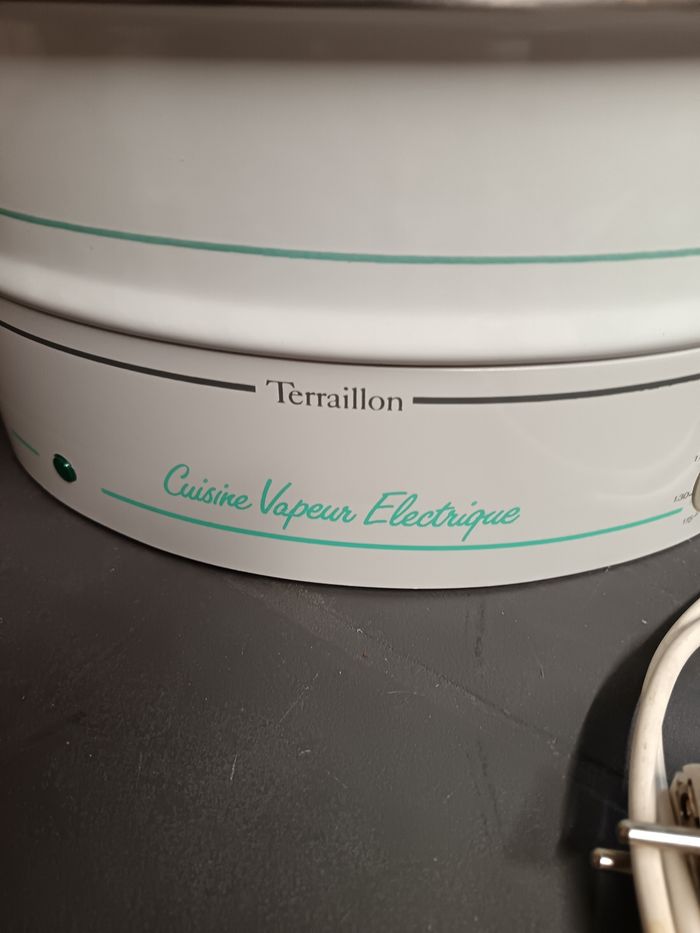 Terraillon
Cuisine Vapeur Electrique